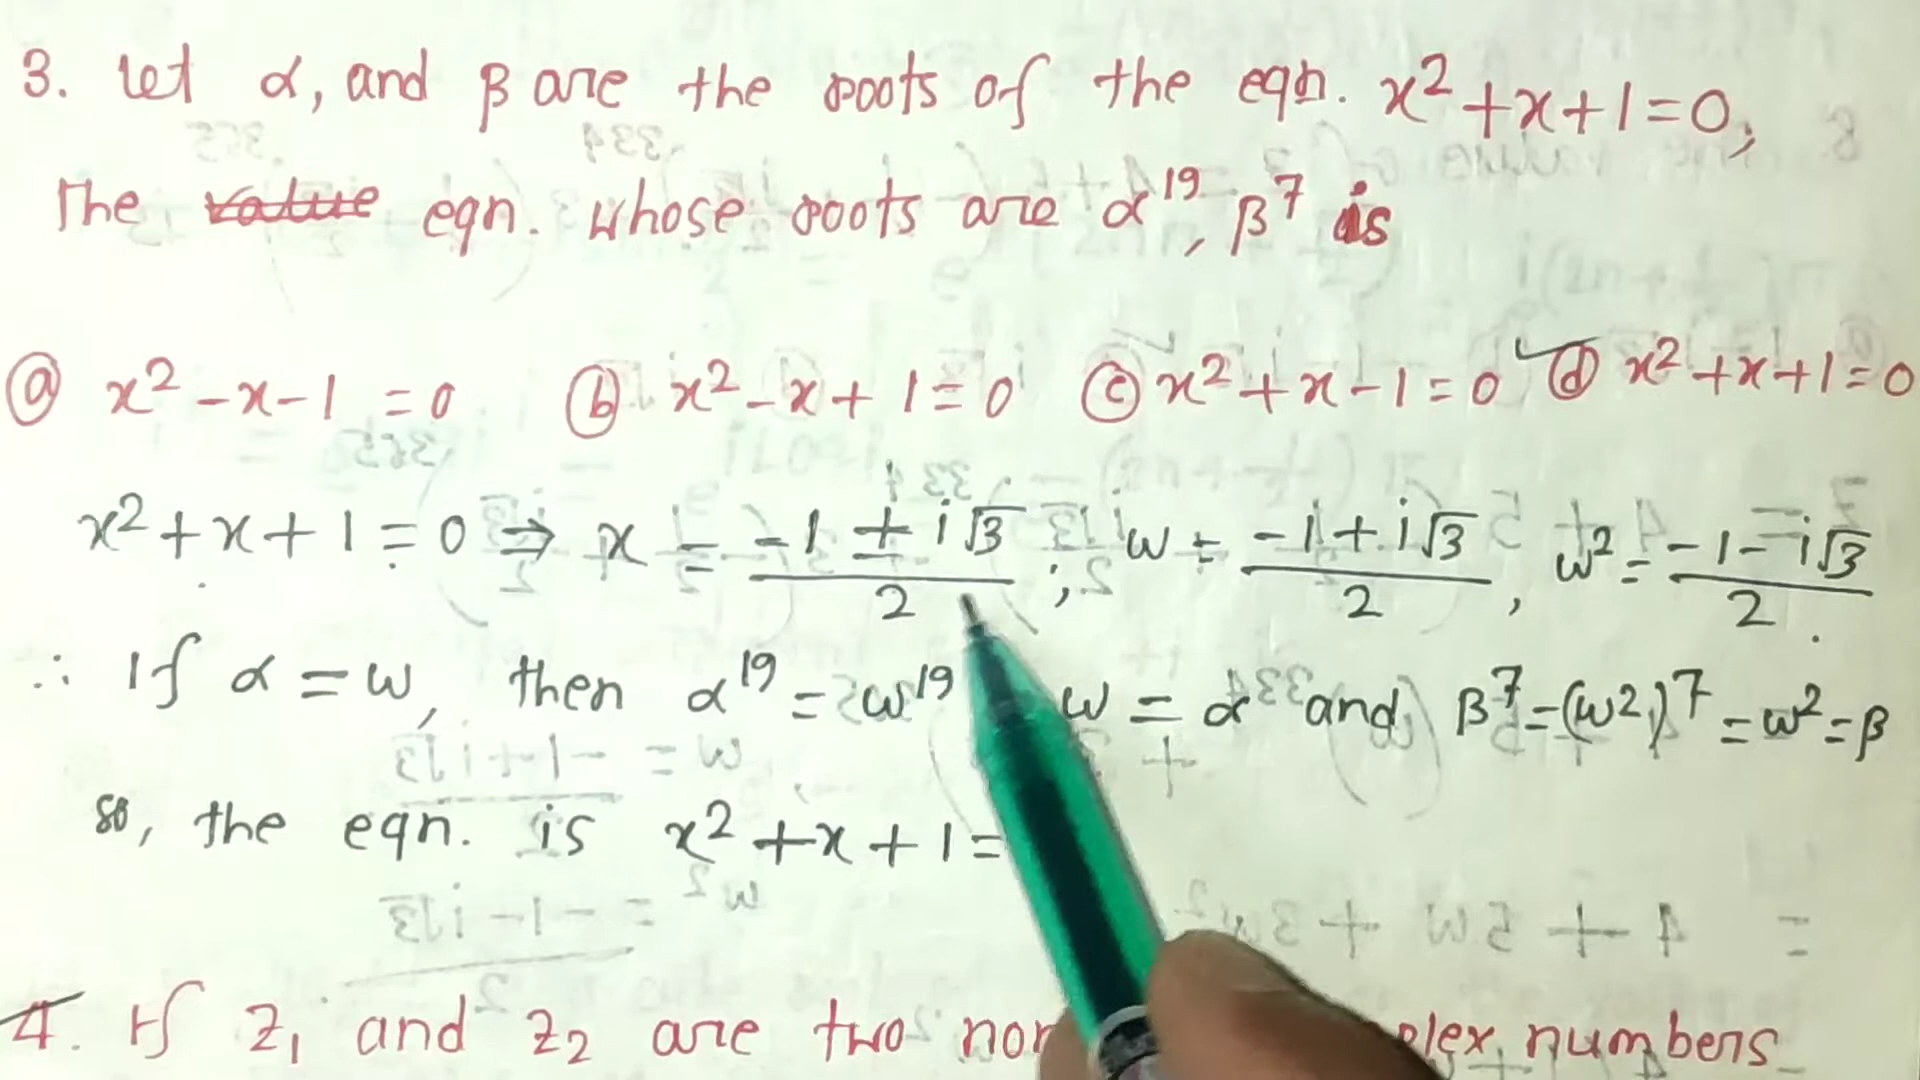 3. Let α, and β are the roots of the eqn. x²+x+1=0,
The value eqn. whose roots are α¹⁹, β⁷ is
ⓐ x²-x-1=0 ⓑ x²-x+1=0 ⓒ x²+x-1=0 ✓ⓓ x²+x+1=0
x²+x+1=0 ⇒ x = (-1±i√3)/2 ; w = (-1+i√3)/2 , w² = (-1-i√3)/2 .
∴ If α = w, then α¹⁹ = w¹⁹ w = α and β⁷ = (w²)⁷ = w² = β
so, the eqn. is x²+x+1=
4. If z₁ and z₂ are two numbers